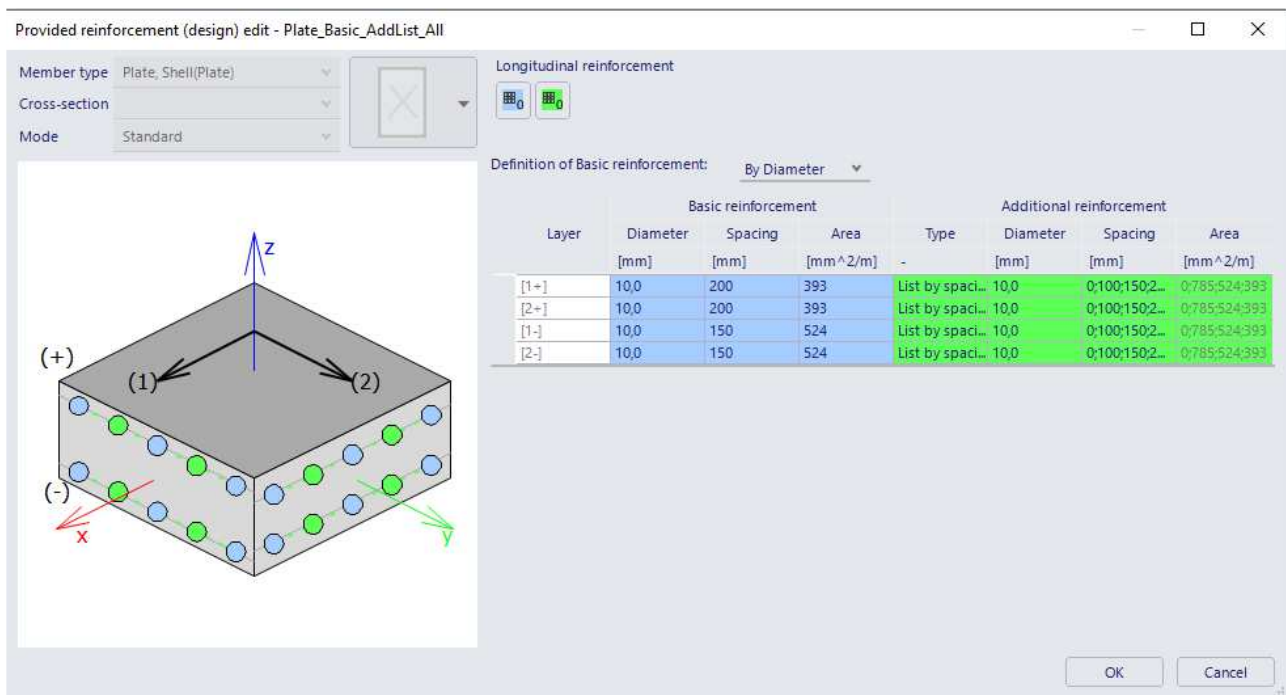 Provided reinforcement (design) edit - Plate_Basic_AddList_All
Member type Plate, Shell(Plate)
Cross-section
Mode Standard
Longitudinal reinforcement
0 0
Definition of Basic reinforcement: By Diameter
Basic reinforcement Additional reinforcement
Layer Diameter Spacing Area Type Diameter Spacing Area
[mm] [mm] [mm^2/m] - [mm] [mm] [mm^2/m]
[1+] 10,0 200 393 List by spaci... 10,0 0;100;150;2... 0;785;524;393
[2+] 10,0 200 393 List by spaci... 10,0 0;100;150;2... 0;785;524;393
[1-] 10,0 150 524 List by spaci... 10,0 0;100;150;2... 0;785;524;393
[2-] 10,0 150 524 List by spaci... 10,0 0;100;150;2... 0;785;524;393
z
(+)
(1) (2)
(-)
x y
OK Cancel